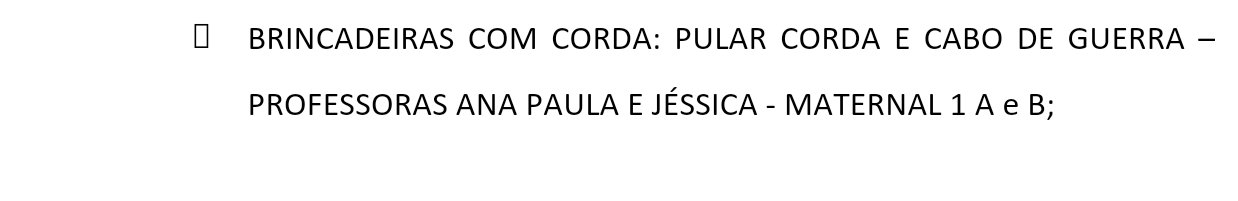 BRINCADEIRAS COM CORDA: PULAR CORDA E CABO DE GUERRA –
PROFESSORAS ANA PAULA E JÉSSICA - MATERNAL 1 A e B;